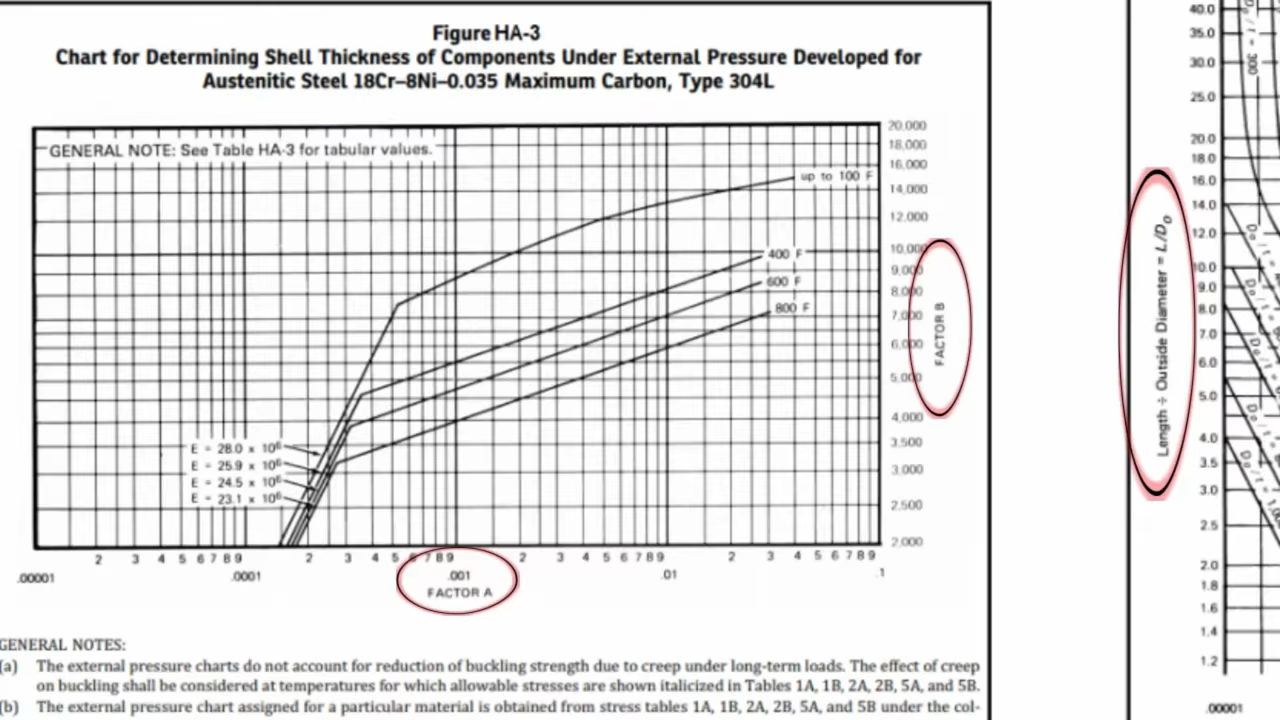 Figure HA-3
Chart for Determining Shell Thickness of Components Under External Pressure Developed for
Austenitic Steel 18Cr–8Ni–0.035 Maximum Carbon, Type 304L
GENERAL NOTE: See Table HA-3 for tabular values.
up to 100 F
400 F
600 F
800 F
E = 28.0 x 10⁶
E = 25.9 x 10⁶
E = 24.5 x 10⁶
E = 23.1 x 10⁶
20,000
18,000
16,000
14,000
12,000
10,000
9,000
8,000
7,000
6,000
5,000
4,000
3,500
3,000
2,500
2,000
FACTOR B
2 3 4 5 6 7 8 9 2 3 4 5 6 7 8 9 2 3 4 5 6 7 8 9 2 3 4 5 6 7 8 9
.00001 .0001 .001 .01 .1
FACTOR A
GENERAL NOTES:
(a) The external pressure charts do not account for reduction of buckling strength due to creep under long-term loads. The effect of creep
on buckling shall be considered at temperatures for which allowable stresses are shown italicized in Tables 1A, 1B, 2A, 2B, 5A, and 5B.
(b) The external pressure chart assigned for a particular material is obtained from stress tables 1A, 1B, 2A, 2B, 5A, and 5B under the col-
Length ÷ Outside Diameter = L/Dₒ
40.0
35.0
30.0
25.0
20.0
18.0
16.0
14.0
12.0
10.0
9.0
8.0
7.0
6.0
5.0
4.0
3.5
3.0
2.5
2.0
1.8
1.6
1.4
1.2
.00001
Dₒ/t = 300